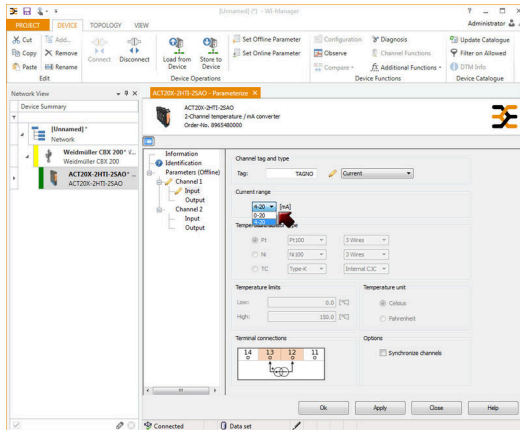 [Unnamed] (*) - WI-Manager
PROJECT DEVICE TOPOLOGY VIEW Administrator
Cut Add...
Copy Remove
Paste Rename
Connect Disconnect
Load from Device Store to Device
Set Offline Parameter
Set Online Parameter
Configuration Diagnosis
Observe Channel Functions
Compare Additional Functions
Update Catalogue
Filter on Allowed
DTM Info
Edit Device Operations Device Functions Device Catalogue
Network View
Device Summary
[Unnamed]*
Network
Weidmüller CBX 200*
Weidmüller CBX 200
ACT20X-2HTI-2SAO*
ACT20X-2HTI-2SAO
ACT20X-2HTI-2SAO - Parameterize
ACT20X-2HTI-2SAO
2-Channel temperature / mA converter
Order-No. 8965480000
Information
Identification
Parameters (Offline)
Channel 1
Input
Output
Channel 2
Input
Output
Channel tag and type
Tag: TAGNO Current
Current range
4-20 [mA]
0-20
4-20
Temperature sensor type
Pt Pt100 3 Wires
Ni Ni100 3 Wires
TC Type-K Internal CJC
Temperature limits
Low: 0.0 [°C]
High: 150.0 [°C]
Temperature unit
Celsius
Fahrenheit
Terminal connections
14 13 12 11
Options
Synchronize channels
Ok Apply Close Help
Connected Data set